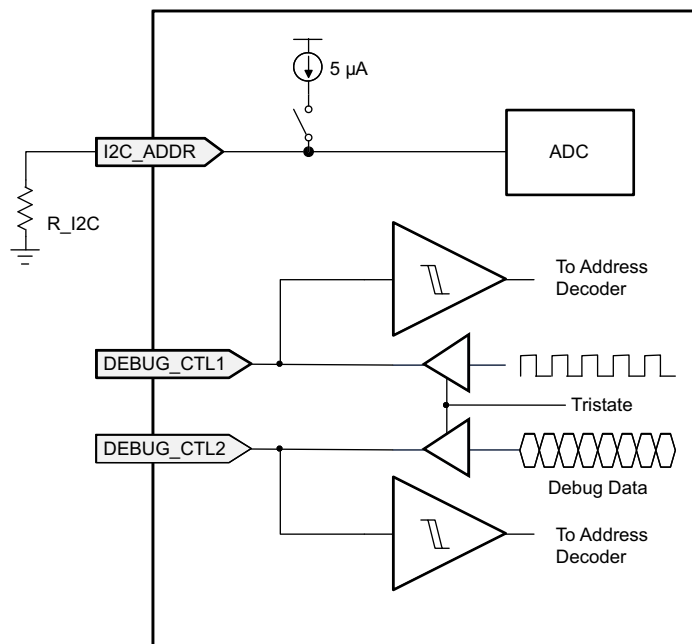 5 µA
I2C_ADDR
ADC
R_I2C
To Address
Decoder
DEBUG_CTL1
Tristate
DEBUG_CTL2
Debug Data
To Address
Decoder